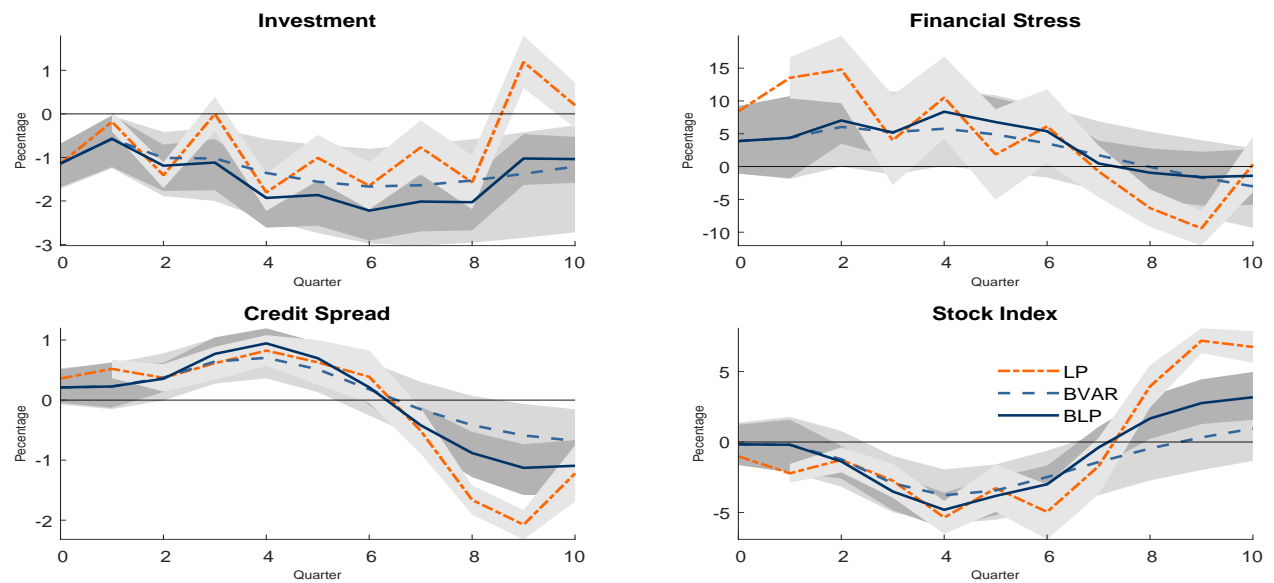 Investment
Pecentage
1
0
-1
-2
-3
0 2 4 6 8 10
Quarter
Financial Stress
Pecentage
15
10
5
0
-5
-10
0 2 4 6 8 10
Quarter
Credit Spread
Pecentage
1
0
-1
-2
0 2 4 6 8 10
Quarter
Stock Index
Pecentage
5
0
-5
LP
BVAR
BLP
0 2 4 6 8 10
Quarter